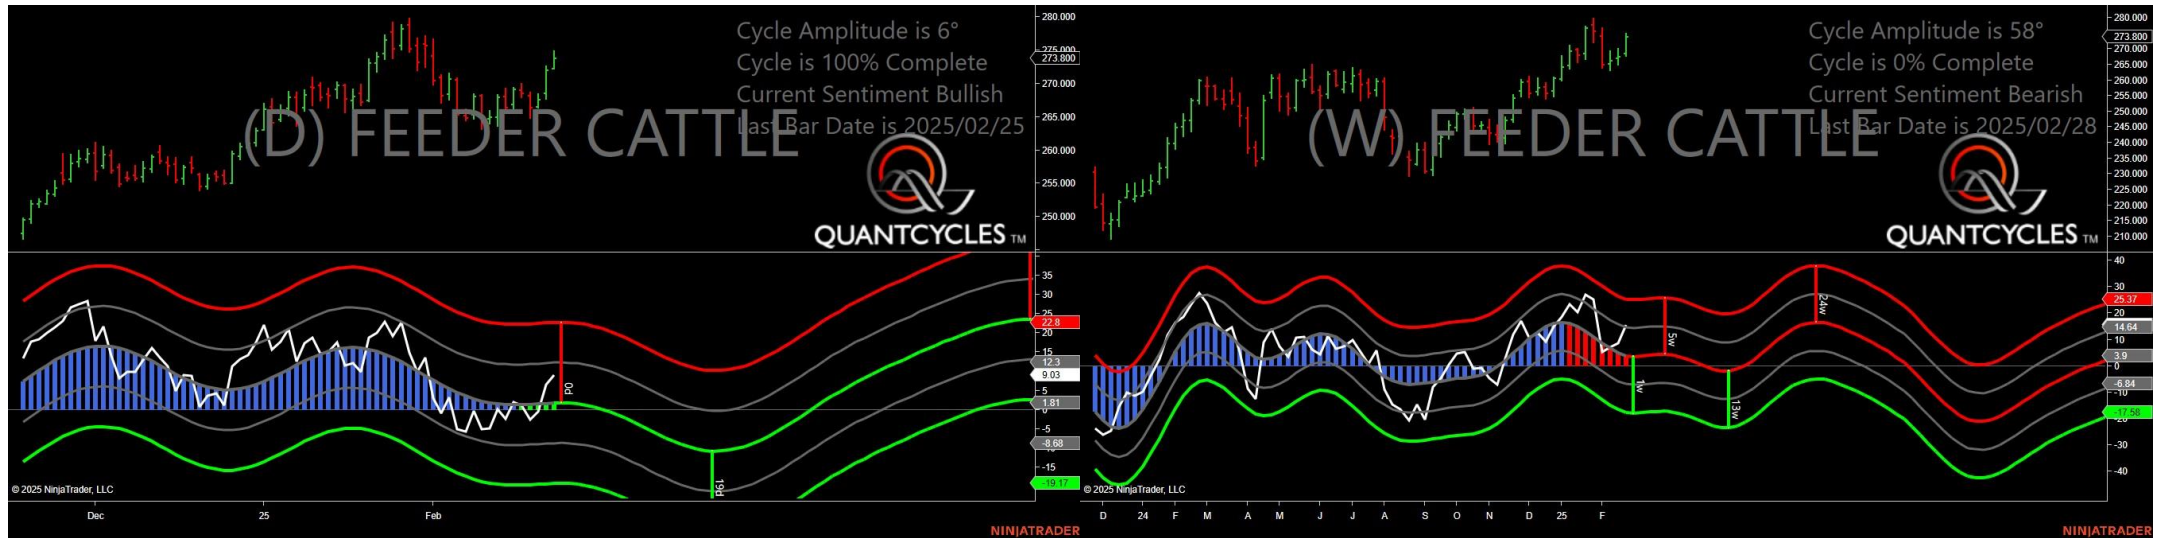 Cycle Amplitude is 6°
Cycle is 100% Complete
Current Sentiment Bullish
Last Bar Date is 2025/02/25
(D) FEEDER CATTLE
QUANTCYCLES TM
280.000
275.000
273.800
270.000
265.000
260.000
255.000
250.000
35
30
22.8
20
15
12.3
9.03
5
1.81
0
-5
-8.68
-15
-19.17
0d
19d
© 2025 NinjaTrader, LLC
Dec
25
Feb
NINJATRADER
Cycle Amplitude is 58°
Cycle is 0% Complete
Current Sentiment Bearish
Last Bar Date is 2025/02/28
(W) FEEDER CATTLE
QUANTCYCLES TM
280.000
273.800
270.000
265.000
260.000
255.000
250.000
245.000
240.000
235.000
230.000
225.000
220.000
215.000
210.000
40
30
25.37
20
14.64
10
3.9
0
-6.84
-10
-17.58
-20
-30
-40
5w
24w
1w
13w
© 2025 NinjaTrader, LLC
D 24 F M A M J J A S O N D 25 F
NINJATRADER